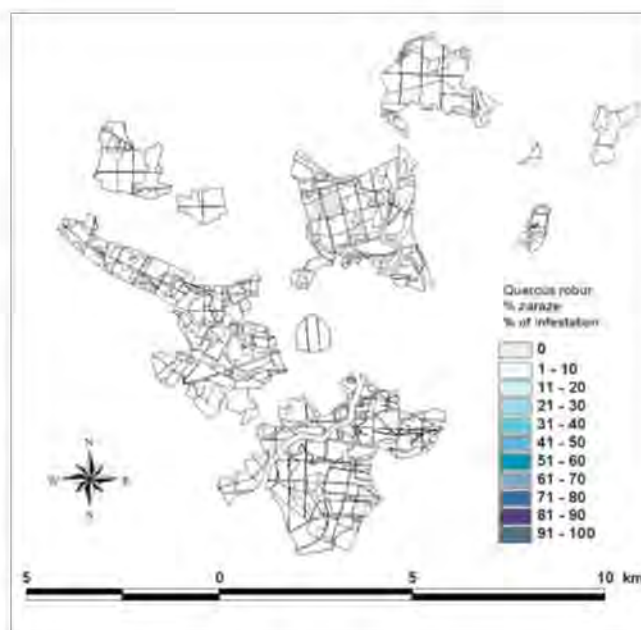 Quercus robur
% zaraze
% of infestation
0
1 - 10
11 - 20
21 - 30
31 - 40
41 - 50
51 - 60
61 - 70
71 - 80
81 - 90
91 - 100
N
W E
S
5 0 5 10 km